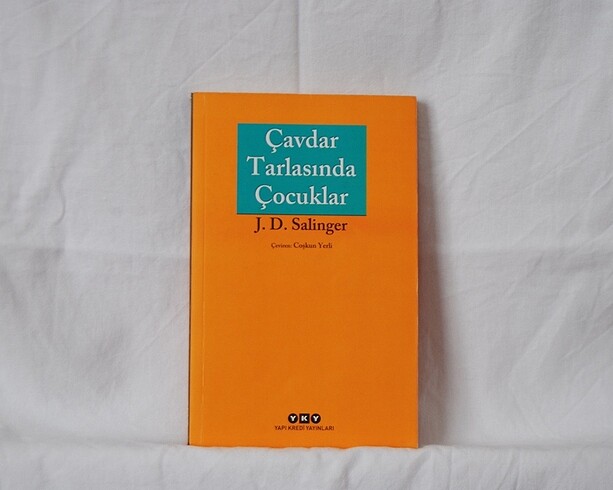 Çavdar
Tarlasında
Çocuklar
J. D. Salinger
Çeviren: Coşkun Yerli
YKY
YAPI KREDİ YAYINLARI